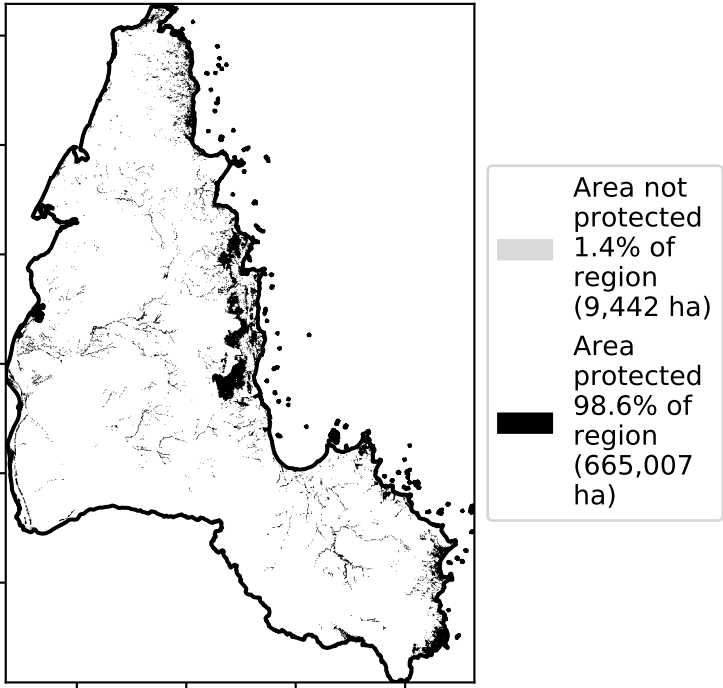 Area not
protected
1.4% of
region
(9,442 ha)
Area
protected
98.6% of
region
(665,007
ha)